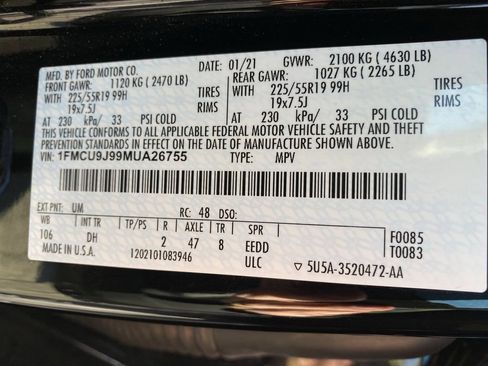 MFD. BY FORD MOTOR CO. 01/21 GVWR: 2100 KG ( 4630 LB)
FRONT GAWR: 1120 KG ( 2470 LB) REAR GAWR: 1027 KG ( 2265 LB)
WITH 225/55R19 99H TIRES WITH 225/55R19 99H TIRES
19x7.5J RIMS 19x7.5J RIMS
AT 230 kPa/ 33 PSI COLD AT 230 kPa/ 33 PSI COLD
THIS VEHICLE CONFORMS TO ALL APPLICABLE FEDERAL MOTOR VEHICLE SAFETY, BUMPER, AND THEFT
PREVENTION STANDARDS IN EFFECT ON THE DATE OF MANUFACTURE SHOWN ABOVE.
VIN: 1FMCU9J99MUA26755 TYPE: MPV
EXT PNT: UM RC: 48 DSO:
WB INT TR TP/PS R AXLE TR SPR F0085
106 DH 2 47 8 EEDD T0083
MADE IN U.S.A. 1202101083946 ULC ▽ 5U5A-3520472-AA